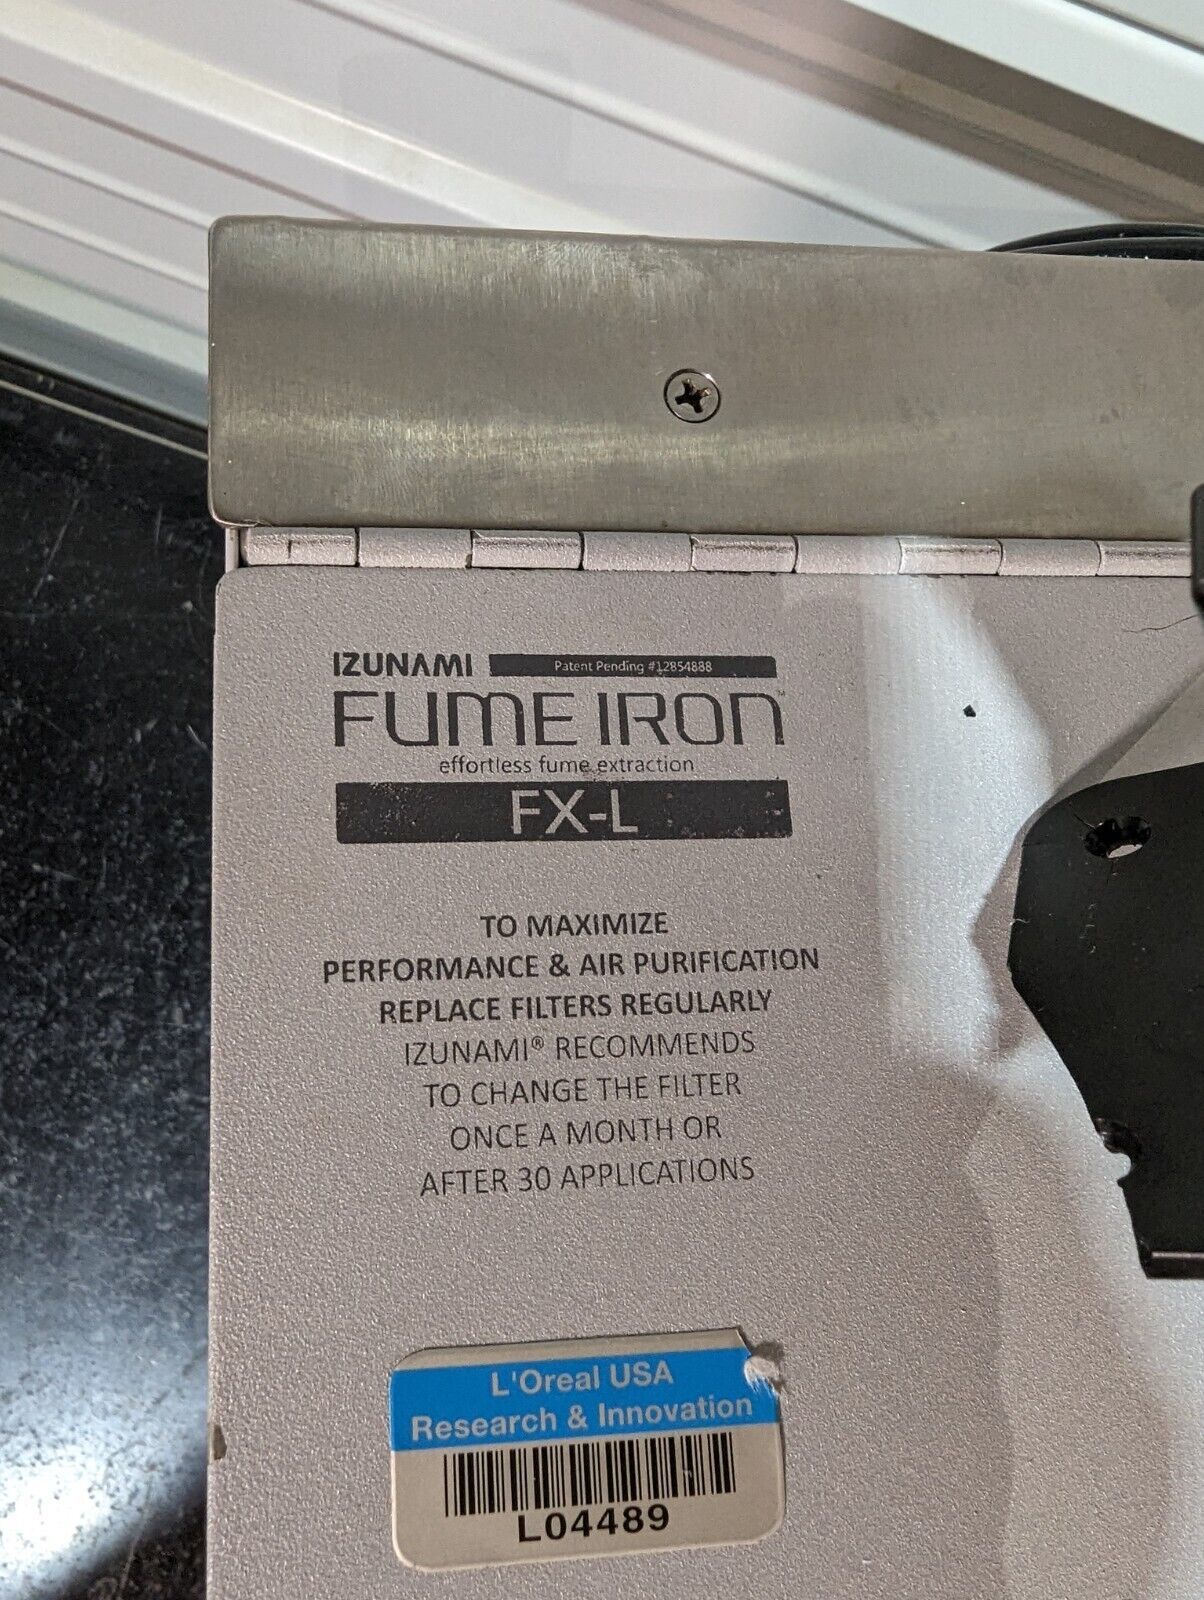 IZUNAMI Patent Pending #12854888
FUME IRON™
effortless fume extraction
FX-L
TO MAXIMIZE
PERFORMANCE & AIR PURIFICATION
REPLACE FILTERS REGULARLY
IZUNAMI® RECOMMENDS
TO CHANGE THE FILTER
ONCE A MONTH OR
AFTER 30 APPLICATIONS
L'Oreal USA
Research & Innovation
L04489